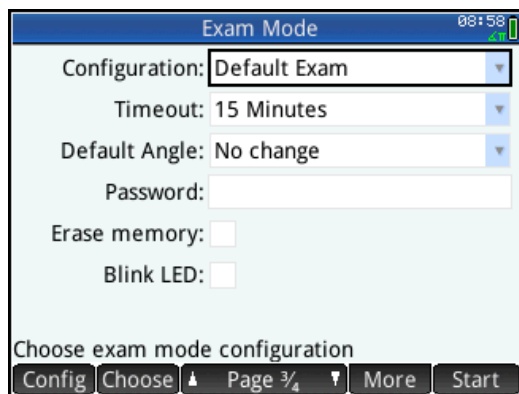 Exam Mode 08:58
∡π
Configuration: Default Exam
Timeout: 15 Minutes
Default Angle: No change
Password:
Erase memory:
Blink LED:
Choose exam mode configuration
Config Choose Page ¾ More Start